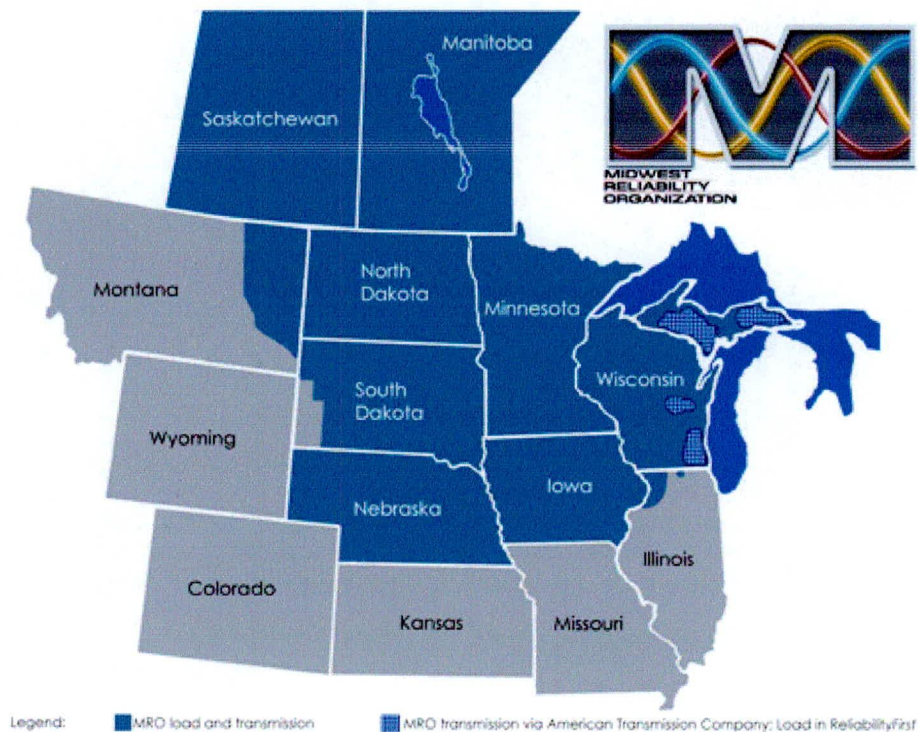 Manitoba
Saskatchewan
MIDWEST
RELIABILITY
ORGANIZATION
Montana
North
Dakota
Minnesota
South
Dakota
Wisconsin
Wyoming
Nebraska
Iowa
Illinois
Colorado
Kansas
Missouri
Legend:
MRO load and transmission
MRO transmission via American Transmission Company; Load in ReliabilityFirst